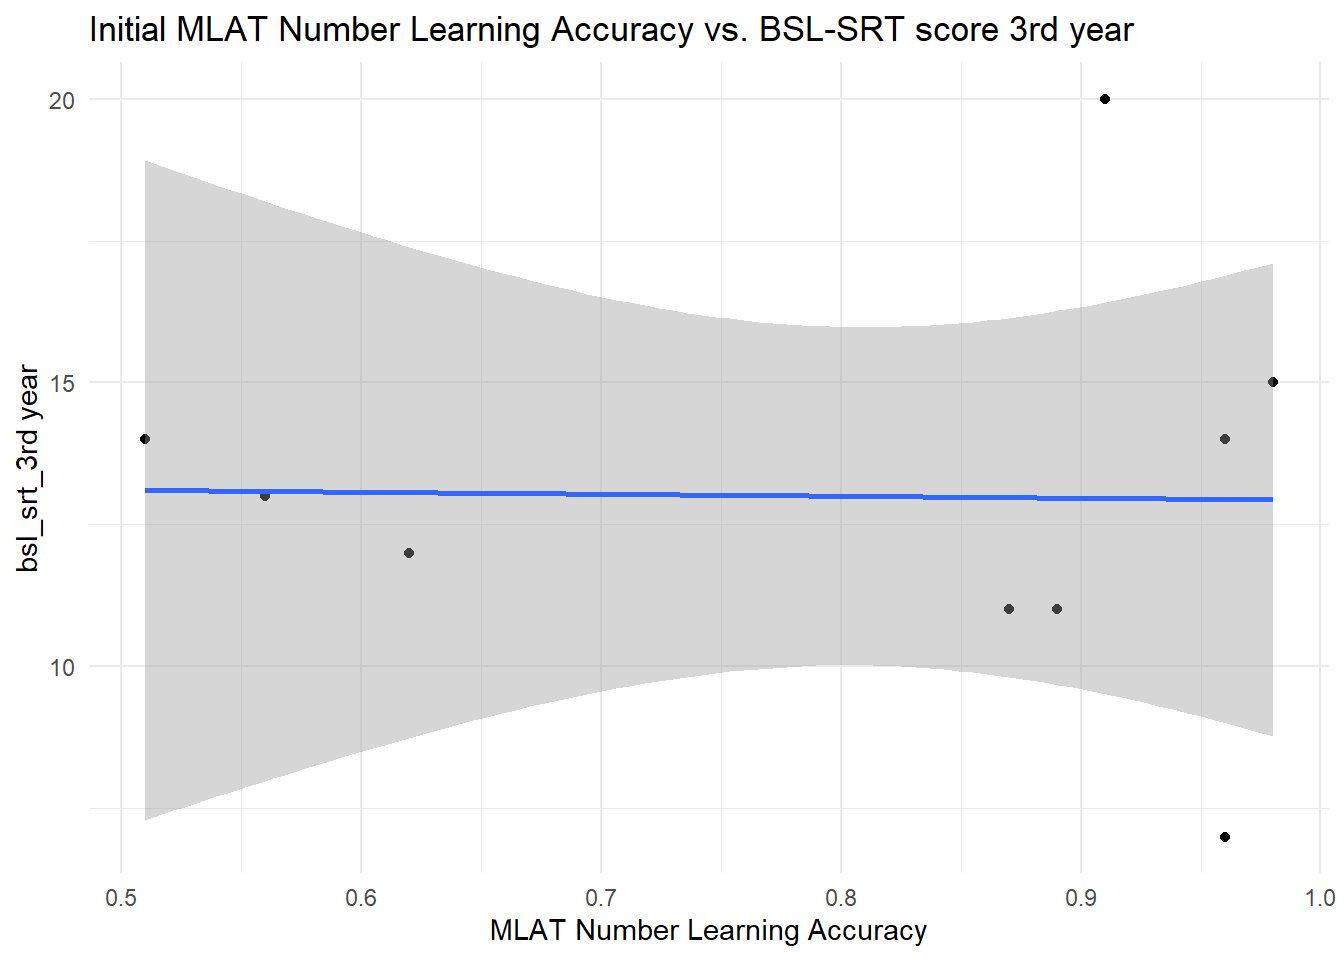 Initial MLAT Number Learning Accuracy vs. BSL-SRT score 3rd year
20
15
10
bsl_srt_3rd year
0.5 0.6 0.7 0.8 0.9 1.0
MLAT Number Learning Accuracy